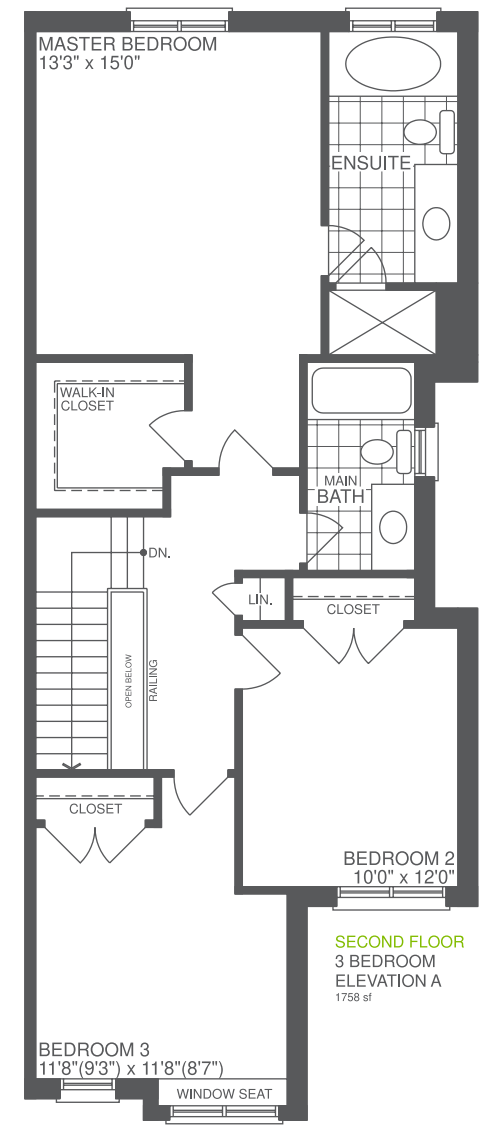 MASTER BEDROOM
13'3" x 15'0"
ENSUITE
WALK-IN
CLOSET
MAIN
BATH
DN.
LIN.
CLOSET
OPEN BELOW
RAILING
CLOSET
BEDROOM 2
10'0" x 12'0"
SECOND FLOOR
3 BEDROOM
ELEVATION A
1758 sf
BEDROOM 3
11'8"(9'3") x 11'8"(8'7")
WINDOW SEAT